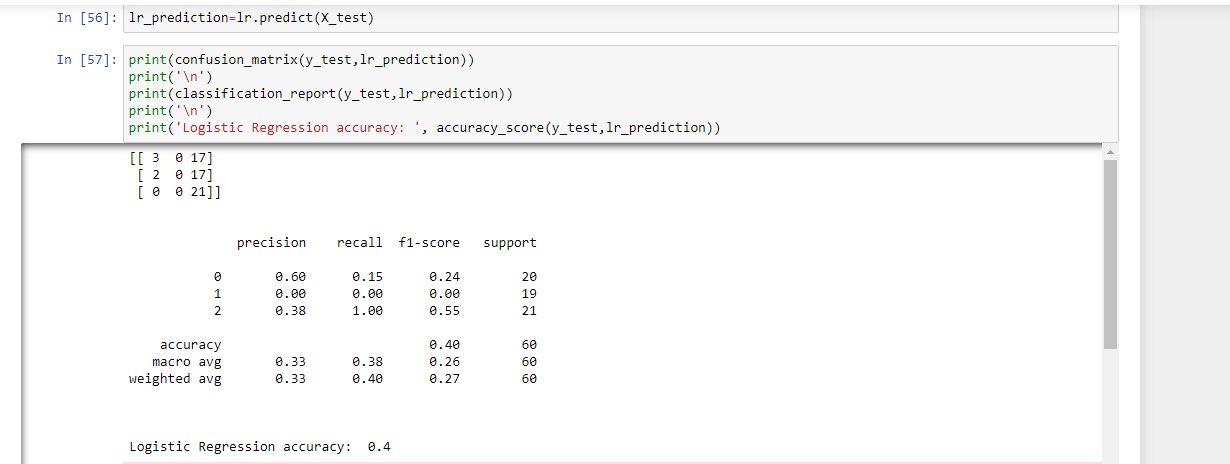 In [56]: lr_prediction=lr.predict(X_test)
In [57]: print(confusion_matrix(y_test,lr_prediction))
print('\n')
print(classification_report(y_test,lr_prediction))
print('\n')
print('Logistic Regression accuracy: ', accuracy_score(y_test,lr_prediction))
[[ 3  0 17]
 [ 2  0 17]
 [ 0  0 21]]
              precision    recall  f1-score   support
           0       0.60      0.15      0.24        20
           1       0.00      0.00      0.00        19
           2       0.38      1.00      0.55        21
    accuracy                           0.40        60
   macro avg       0.33      0.38      0.26        60
weighted avg       0.33      0.40      0.27        60
Logistic Regression accuracy:  0.4